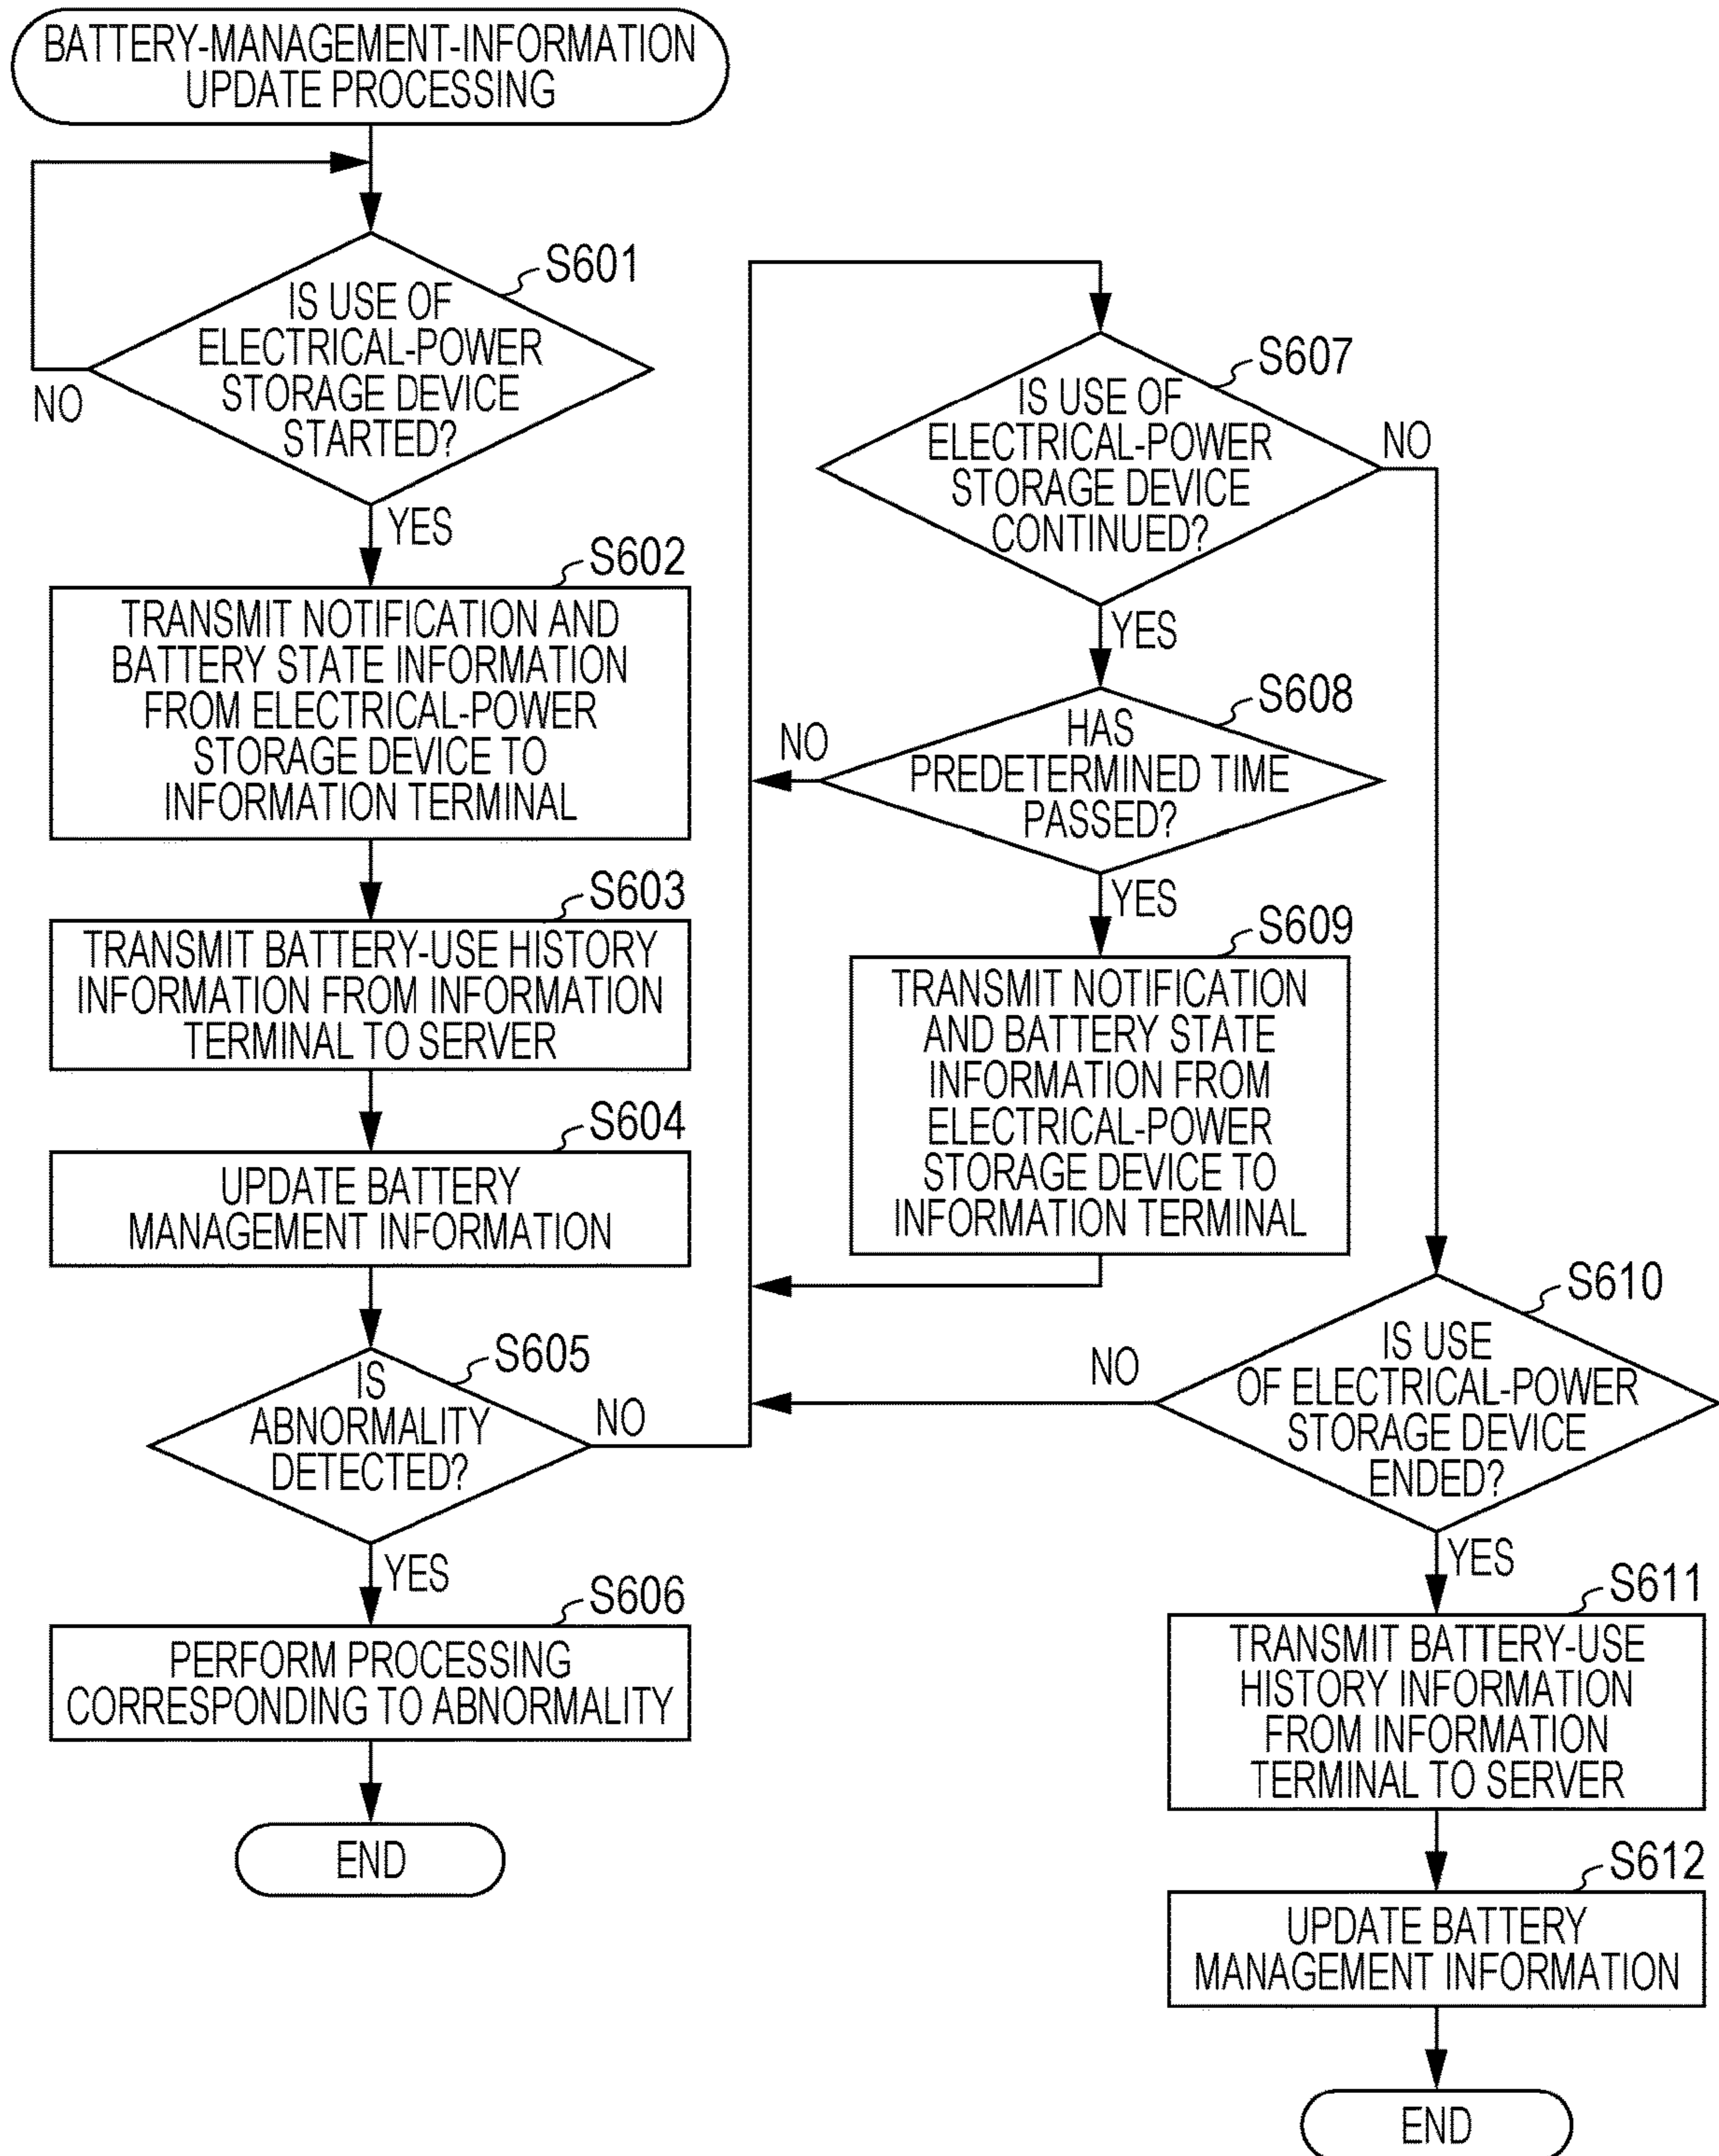 BATTERY-MANAGEMENT-INFORMATION
UPDATE PROCESSING
S601
IS USE OF
ELECTRICAL-POWER
STORAGE DEVICE
STARTED?
NO
YES
S602
TRANSMIT NOTIFICATION AND
BATTERY STATE INFORMATION
FROM ELECTRICAL-POWER
STORAGE DEVICE TO
INFORMATION TERMINAL
S603
TRANSMIT BATTERY-USE HISTORY
INFORMATION FROM INFORMATION
TERMINAL TO SERVER
S604
UPDATE BATTERY
MANAGEMENT INFORMATION
S605
IS
ABNORMALITY
DETECTED?
NO
YES
S606
PERFORM PROCESSING
CORRESPONDING TO ABNORMALITY
END
S607
IS USE OF
ELECTRICAL-POWER
STORAGE DEVICE
CONTINUED?
NO
YES
S608
HAS
PREDETERMINED TIME
PASSED?
NO
YES
S609
TRANSMIT NOTIFICATION
AND BATTERY STATE
INFORMATION FROM
ELECTRICAL-POWER
STORAGE DEVICE TO
INFORMATION TERMINAL
S610
IS USE
OF ELECTRICAL-POWER
STORAGE DEVICE
ENDED?
NO
YES
S611
TRANSMIT BATTERY-USE
HISTORY INFORMATION
FROM INFORMATION
TERMINAL TO SERVER
S612
UPDATE BATTERY
MANAGEMENT INFORMATION
END